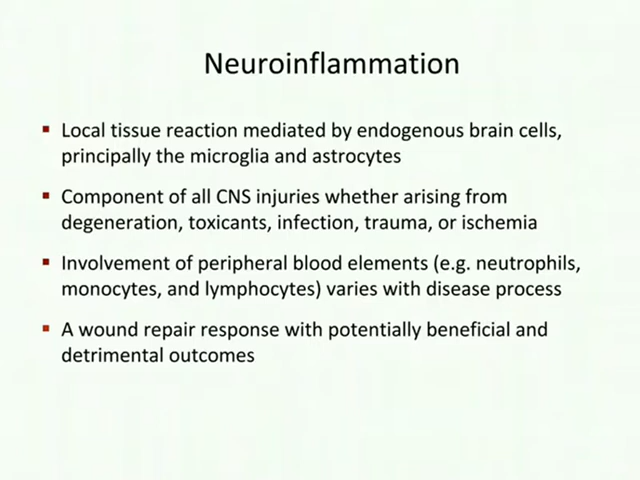 Neuroinflammation
▪ Local tissue reaction mediated by endogenous brain cells,
principally the microglia and astrocytes
▪ Component of all CNS injuries whether arising from
degeneration, toxicants, infection, trauma, or ischemia
▪ Involvement of peripheral blood elements (e.g. neutrophils,
monocytes, and lymphocytes) varies with disease process
▪ A wound repair response with potentially beneficial and
detrimental outcomes